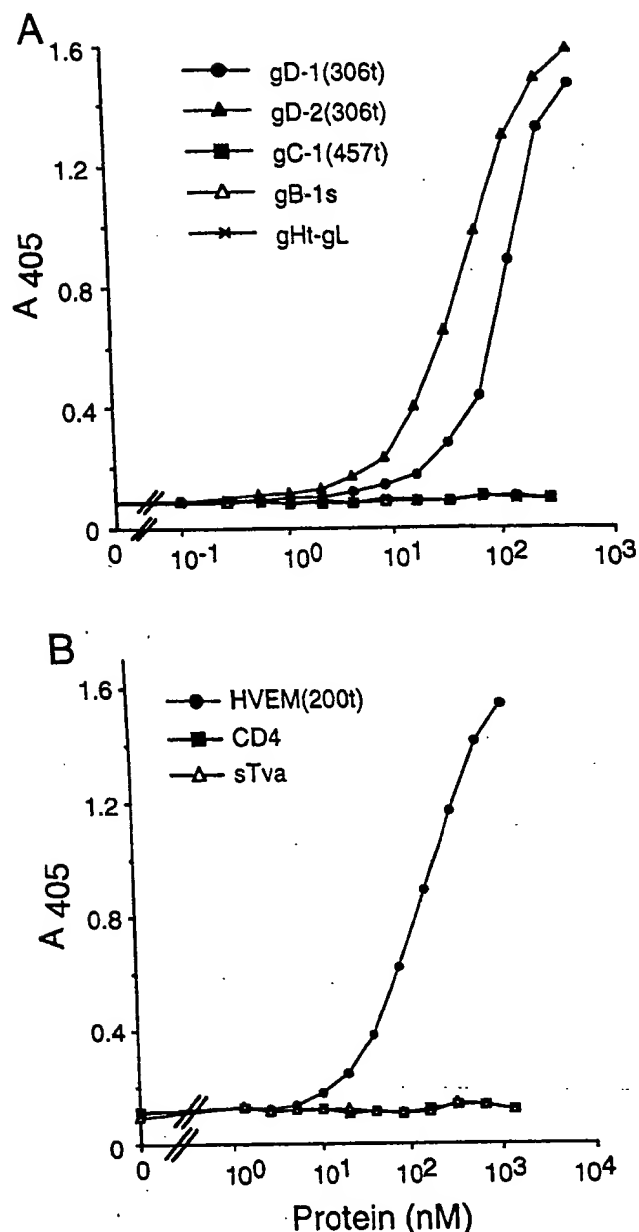 A
1.6
1.2
0.8
0.4
0
A 405
gD-1(306t)
gD-2(306t)
gC-1(457t)
gB-1s
gHt-gL
0 10-1 10⁰ 10¹ 10² 10³
B
1.6
1.2
0.8
0.4
0
A 405
HVEM(200t)
CD4
sTva
0 10⁰ 10¹ 10² 10³ 10⁴
Protein (nM)